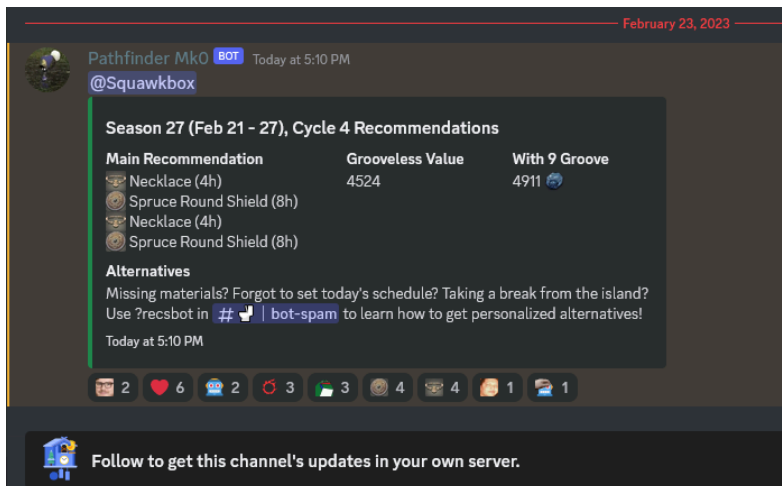 February 23, 2023
Pathfinder Mk0 BOT Today at 5:10 PM
@Squawkbox
Season 27 (Feb 21 - 27), Cycle 4 Recommendations
Main Recommendation Grooveless Value With 9 Groove
Necklace (4h) 4524 4911
Spruce Round Shield (8h)
Necklace (4h)
Spruce Round Shield (8h)
Alternatives
Missing materials? Forgot to set today's schedule? Taking a break from the island?
Use ?recsbot in # | bot-spam to learn how to get personalized alternatives!
Today at 5:10 PM
2 6 2 3 3 4 4 1 1
Follow to get this channel's updates in your own server.